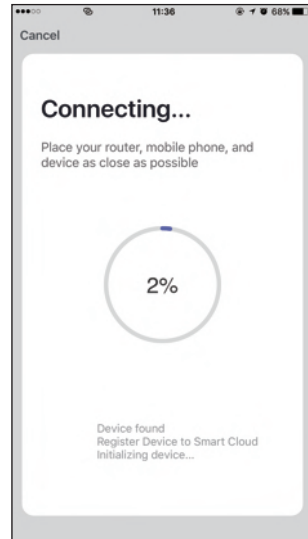 11:36
68%
Cancel
Connecting...
Place your router, mobile phone, and
device as close as possible
2%
Device found
Register Device to Smart Cloud
Initializing device...